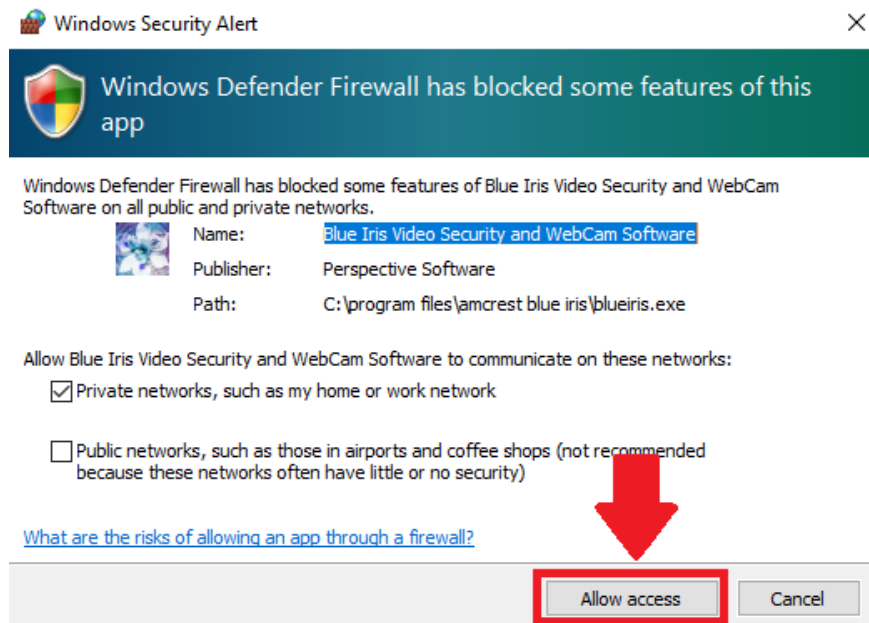 Windows Security Alert
Windows Defender Firewall has blocked some features of this
app
Windows Defender Firewall has blocked some features of Blue Iris Video Security and WebCam
Software on all public and private networks.
Name: Blue Iris Video Security and WebCam Software
Publisher: Perspective Software
Path: C:\program files\amcrest blue iris\blueiris.exe
Allow Blue Iris Video Security and WebCam Software to communicate on these networks:
Private networks, such as my home or work network
Public networks, such as those in airports and coffee shops (not recommended
because these networks often have little or no security)
What are the risks of allowing an app through a firewall?
Allow access Cancel